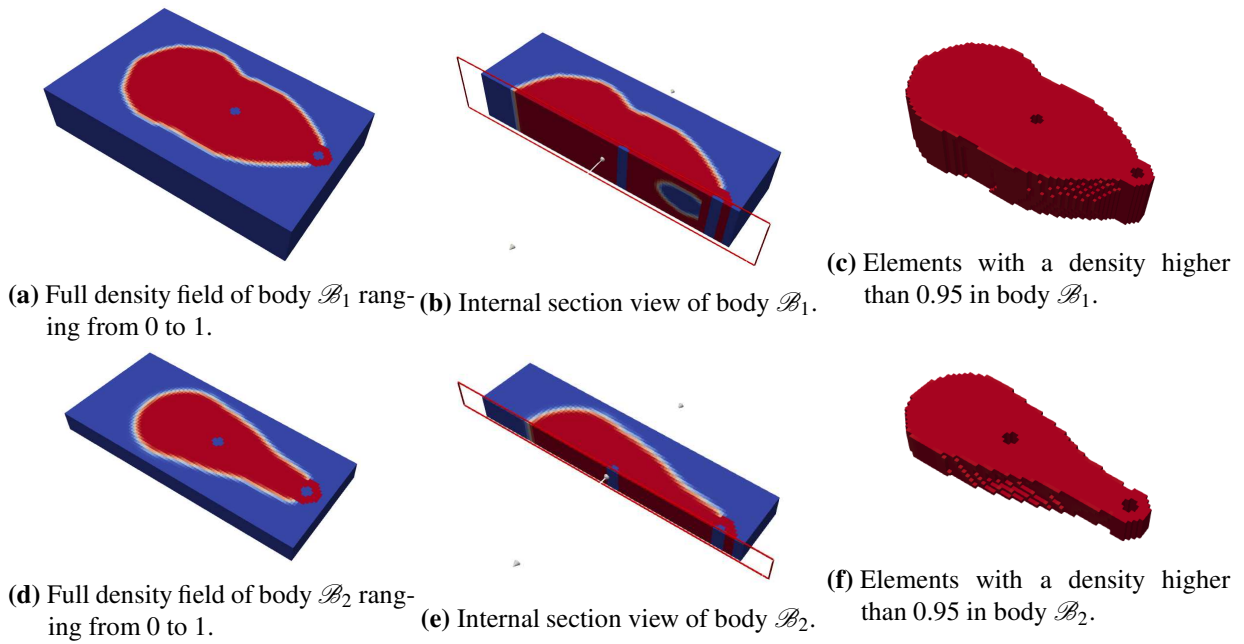 (a) Full density field of body ℬ₁ rang-
ing from 0 to 1.
(b) Internal section view of body ℬ₁.
(c) Elements with a density higher
than 0.95 in body ℬ₁.
(d) Full density field of body ℬ₂ rang-
ing from 0 to 1.
(e) Internal section view of body ℬ₂.
(f) Elements with a density higher
than 0.95 in body ℬ₂.